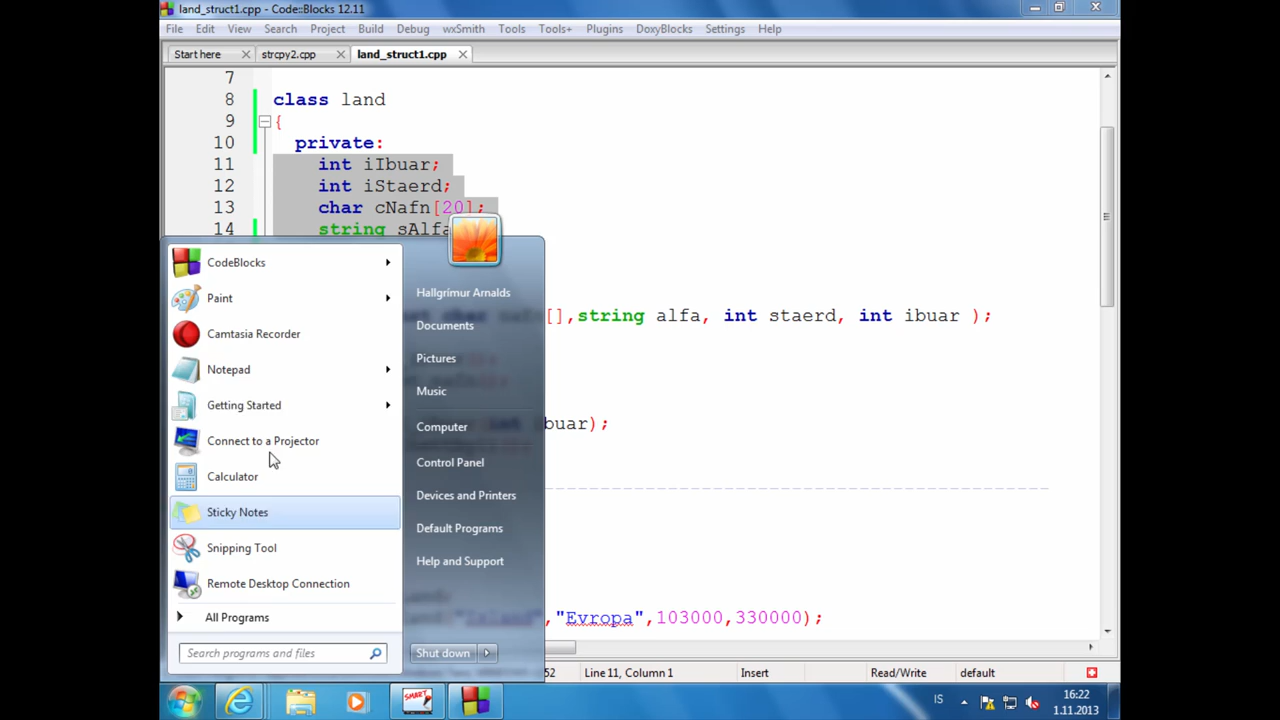 land_struct1.cpp - Code::Blocks 12.11
File Edit View Search Project Build Debug wxSmith Tools Tools+ Plugins DoxyBlocks Settings Help
Start here strcpy2.cpp land_struct1.cpp
7
8 class land
9 {
10 private:
11 int iIbuar;
12 int iStaerd;
13 char cNafn[20];
14 string sAlfa
[],string alfa, int staerd, int ibuar );
buar);
,"Evropa",103000,330000);
CodeBlocks
Paint
Camtasia Recorder
Notepad
Getting Started
Connect to a Projector
Calculator
Sticky Notes
Snipping Tool
Remote Desktop Connection
All Programs
Search programs and files
Hallgrímur Arnalds
Documents
Pictures
Music
Computer
Control Panel
Devices and Printers
Default Programs
Help and Support
Shut down
52 Line 11, Column 1 Insert Read/Write default
SMART
IS
16:22
1.11.2013